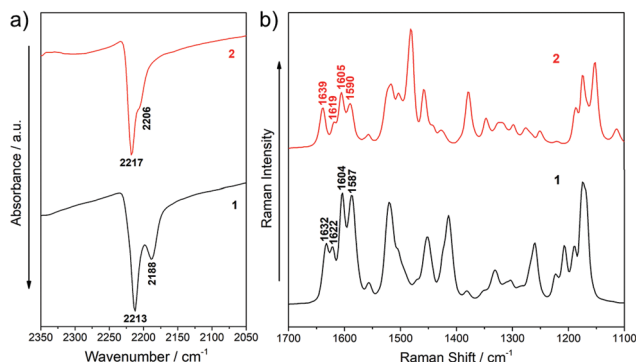 a)
2
2206
2217
1
2188
2213
Absorbance / a.u.
2350 2300 2250 2200 2150 2100 2050
Wavenumber / cm-1
b)
2
1639
1619
1605
1590
1
1632
1622
1604
1587
Raman Intensity
1700 1600 1500 1400 1300 1200 1100
Raman Shift / cm-1